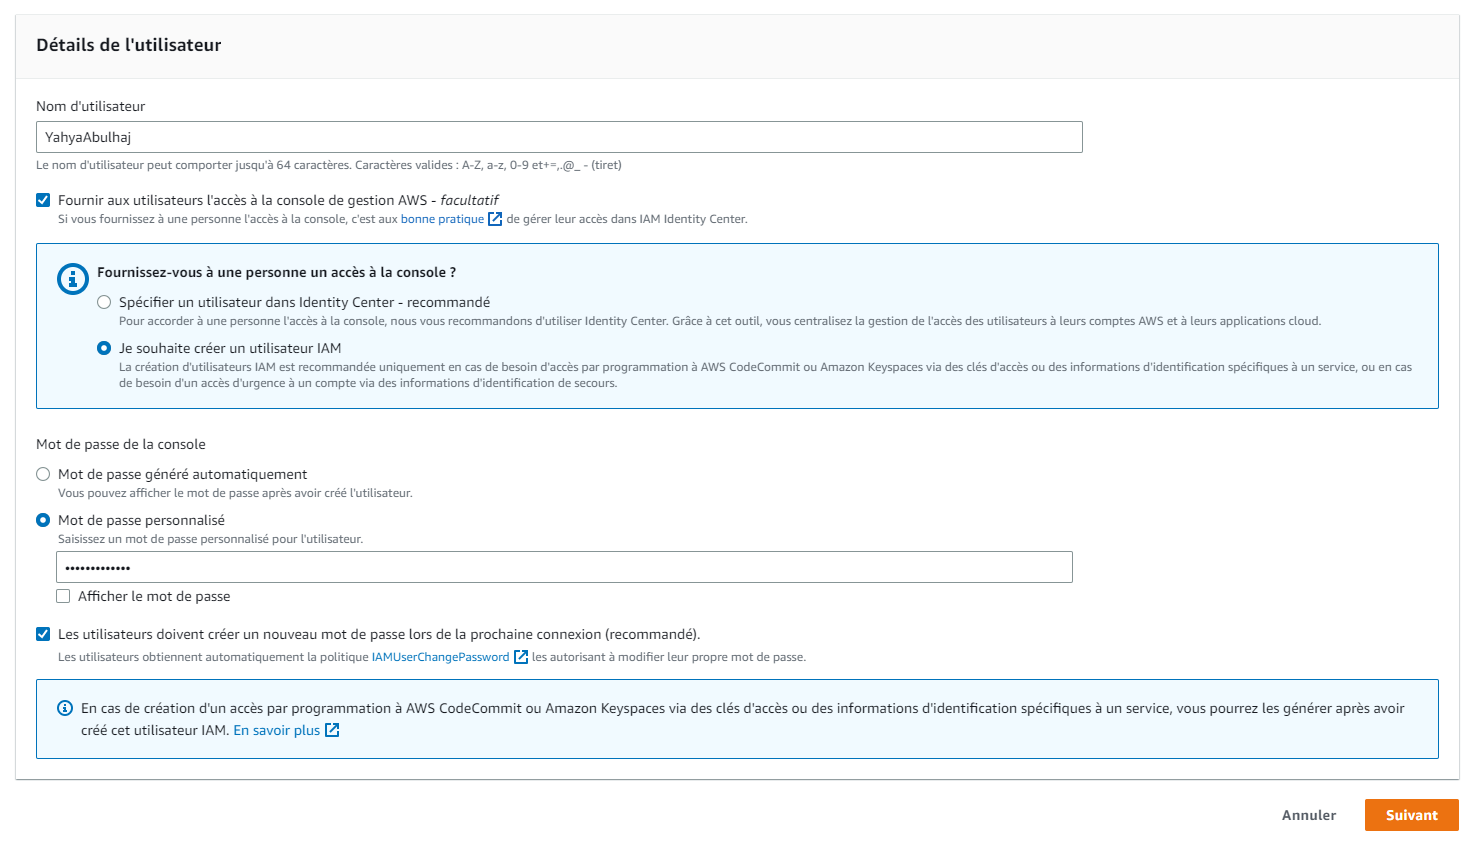 Détails de l'utilisateur
Nom d'utilisateur
YahyaAbulhaj
Le nom d'utilisateur peut comporter jusqu'à 64 caractères. Caractères valides : A-Z, a-z, 0-9 et+=,.@_ - (tiret)
Fournir aux utilisateurs l'accès à la console de gestion AWS - facultatif
Si vous fournissez à une personne l'accès à la console, c'est aux bonne pratique de gérer leur accès dans IAM Identity Center.
Fournissez-vous à une personne un accès à la console ?
Spécifier un utilisateur dans Identity Center - recommandé
Pour accorder à une personne l'accès à la console, nous vous recommandons d'utiliser Identity Center. Grâce à cet outil, vous centralisez la gestion de l'accès des utilisateurs à leurs comptes AWS et à leurs applications cloud.
Je souhaite créer un utilisateur IAM
La création d'utilisateurs IAM est recommandée uniquement en cas de besoin d'accès par programmation à AWS CodeCommit ou Amazon Keyspaces via des clés d'accès ou des informations d'identification spécifiques à un service, ou en cas
de besoin d'un accès d'urgence à un compte via des informations d'identification de secours.
Mot de passe de la console
Mot de passe généré automatiquement
Vous pouvez afficher le mot de passe après avoir créé l'utilisateur.
Mot de passe personnalisé
Saisissez un mot de passe personnalisé pour l'utilisateur.
•••••••••••••
Afficher le mot de passe
Les utilisateurs doivent créer un nouveau mot de passe lors de la prochaine connexion (recommandé).
Les utilisateurs obtiennent automatiquement la politique IAMUserChangePassword les autorisant à modifier leur propre mot de passe.
En cas de création d'un accès par programmation à AWS CodeCommit ou Amazon Keyspaces via des clés d'accès ou des informations d'identification spécifiques à un service, vous pourrez les générer après avoir
créé cet utilisateur IAM. En savoir plus
Annuler
Suivant